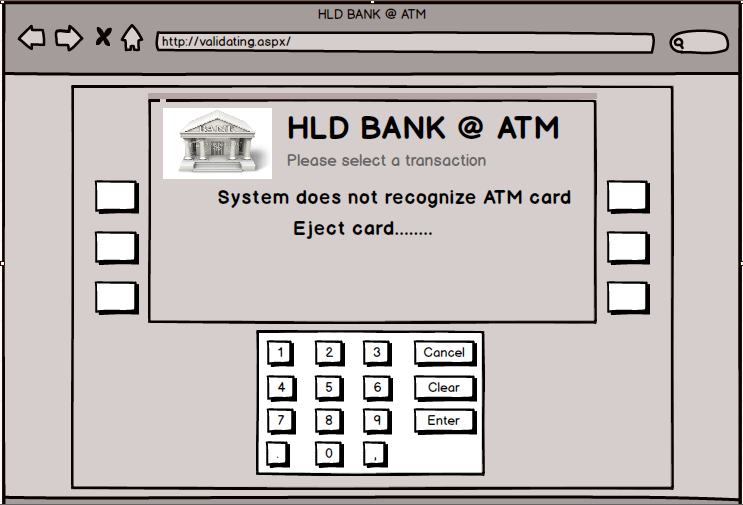 HLD BANK @ ATM
http://validating.aspx/
HLD BANK @ ATM
Please select a transaction
System does not recognize ATM card
Eject card........
1 2 3 Cancel
4 5 6 Clear
7 8 9 Enter
. 0 ,